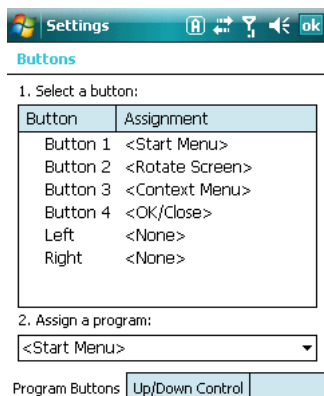 Settings A ok
Buttons
1. Select a button:
Button Assignment
Button 1 <Start Menu>
Button 2 <Rotate Screen>
Button 3 <Context Menu>
Button 4 <OK/Close>
Left <None>
Right <None>
2. Assign a program:
<Start Menu>
Program Buttons Up/Down Control